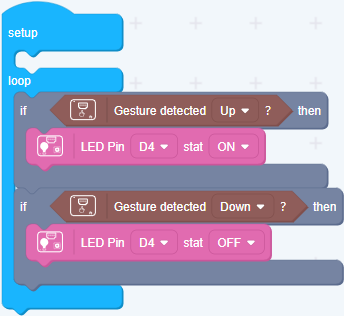 setup
loop
if Gesture detected Up ? then
LED Pin D4 stat ON
if Gesture detected Down ? then
LED Pin D4 stat OFF